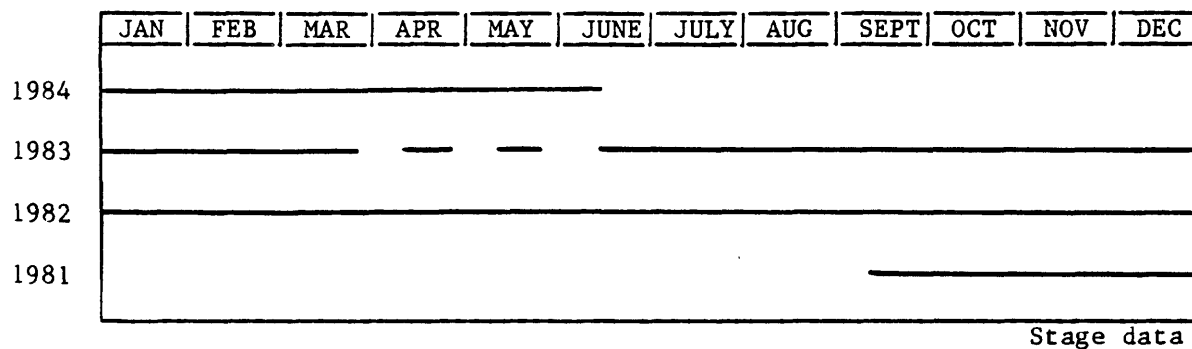 JAN FEB MAR APR MAY JUNE JULY AUG SEPT OCT NOV DEC
1984
1983
1982
1981
Stage data